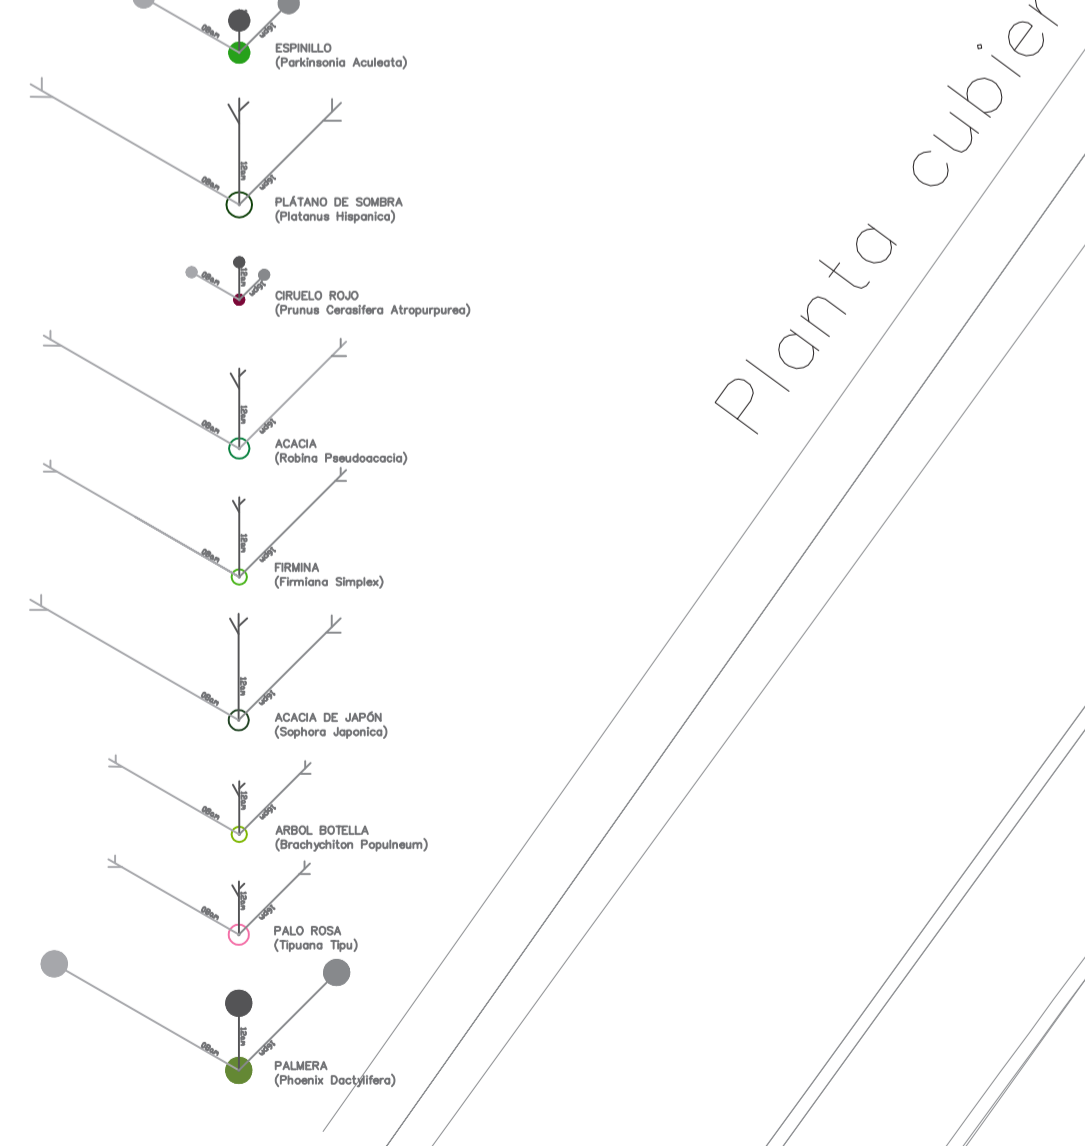 ESPINILLO
(Parkinsonia Aculeata)
PLÁTANO DE SOMBRA
(Platanus Hispanica)
CIRUELO ROJO
(Prunus Cerasifera Atropurpurea)
ACACIA
(Robina Pseudoacacia)
FIRMINA
(Firmiana Simplex)
ACACIA DE JAPÓN
(Sophora Japonica)
ARBOL BOTELLA
(Brachychiton Populneum)
PALO ROSA
(Tipuana Tipu)
PALMERA
(Phoenix Dactylifera)
Planta cubier